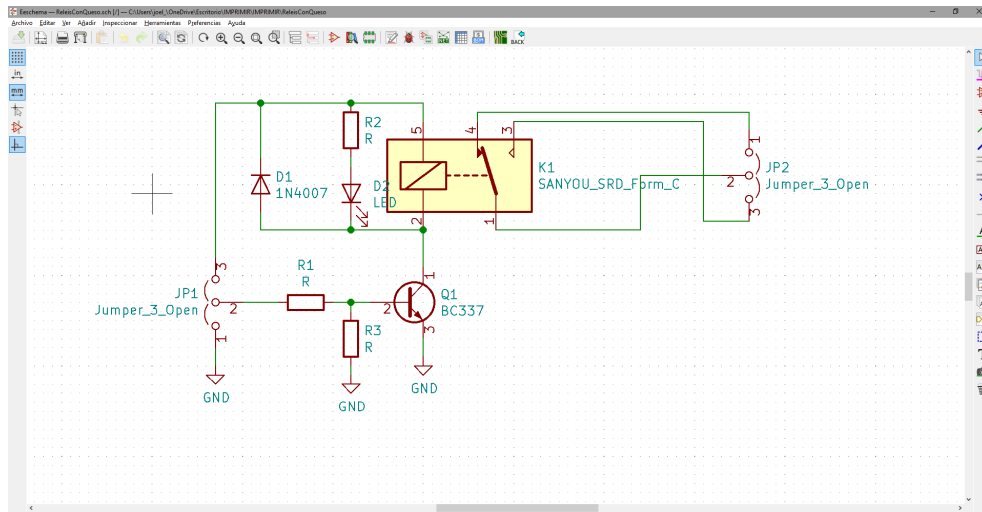 Eeschema — ReleisConQueso.sch [/] — C:\Users\joel_\OneDrive\Escritorio\IMPRIMIR\IMPRIMIR\ReleisConQueso
Archivo Editar Ver Añadir Inspeccionar Herramientas Preferencias Ayuda
BACK
in
mm
R2
R
5
4
3
1
D1
1N4007
D2
LED
K1
SANYOU_SRD_Form_C
JP2
2
Jumper_3_Open
2
1
3
3
R1
R
1
JP1
Jumper_3_Open
2
2
Q1
BC337
1
R3
R
3
GND
GND
GND